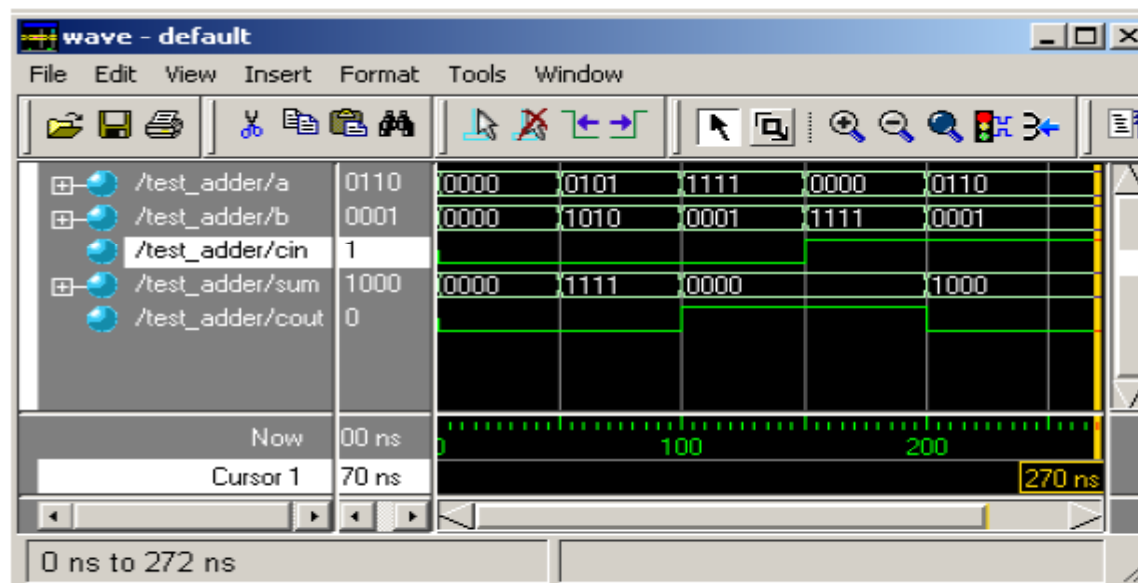 wave - default
File Edit View Insert Format Tools Window
/test_adder/a 0110 0000 0101 1111 0000 0110
/test_adder/b 0001 0000 1010 0001 1111 0001
/test_adder/cin 1
/test_adder/sum 1000 0000 1111 0000 1000
/test_adder/cout 0
Now 00 ns 100 200
Cursor 1 70 ns 270 ns
0 ns to 272 ns